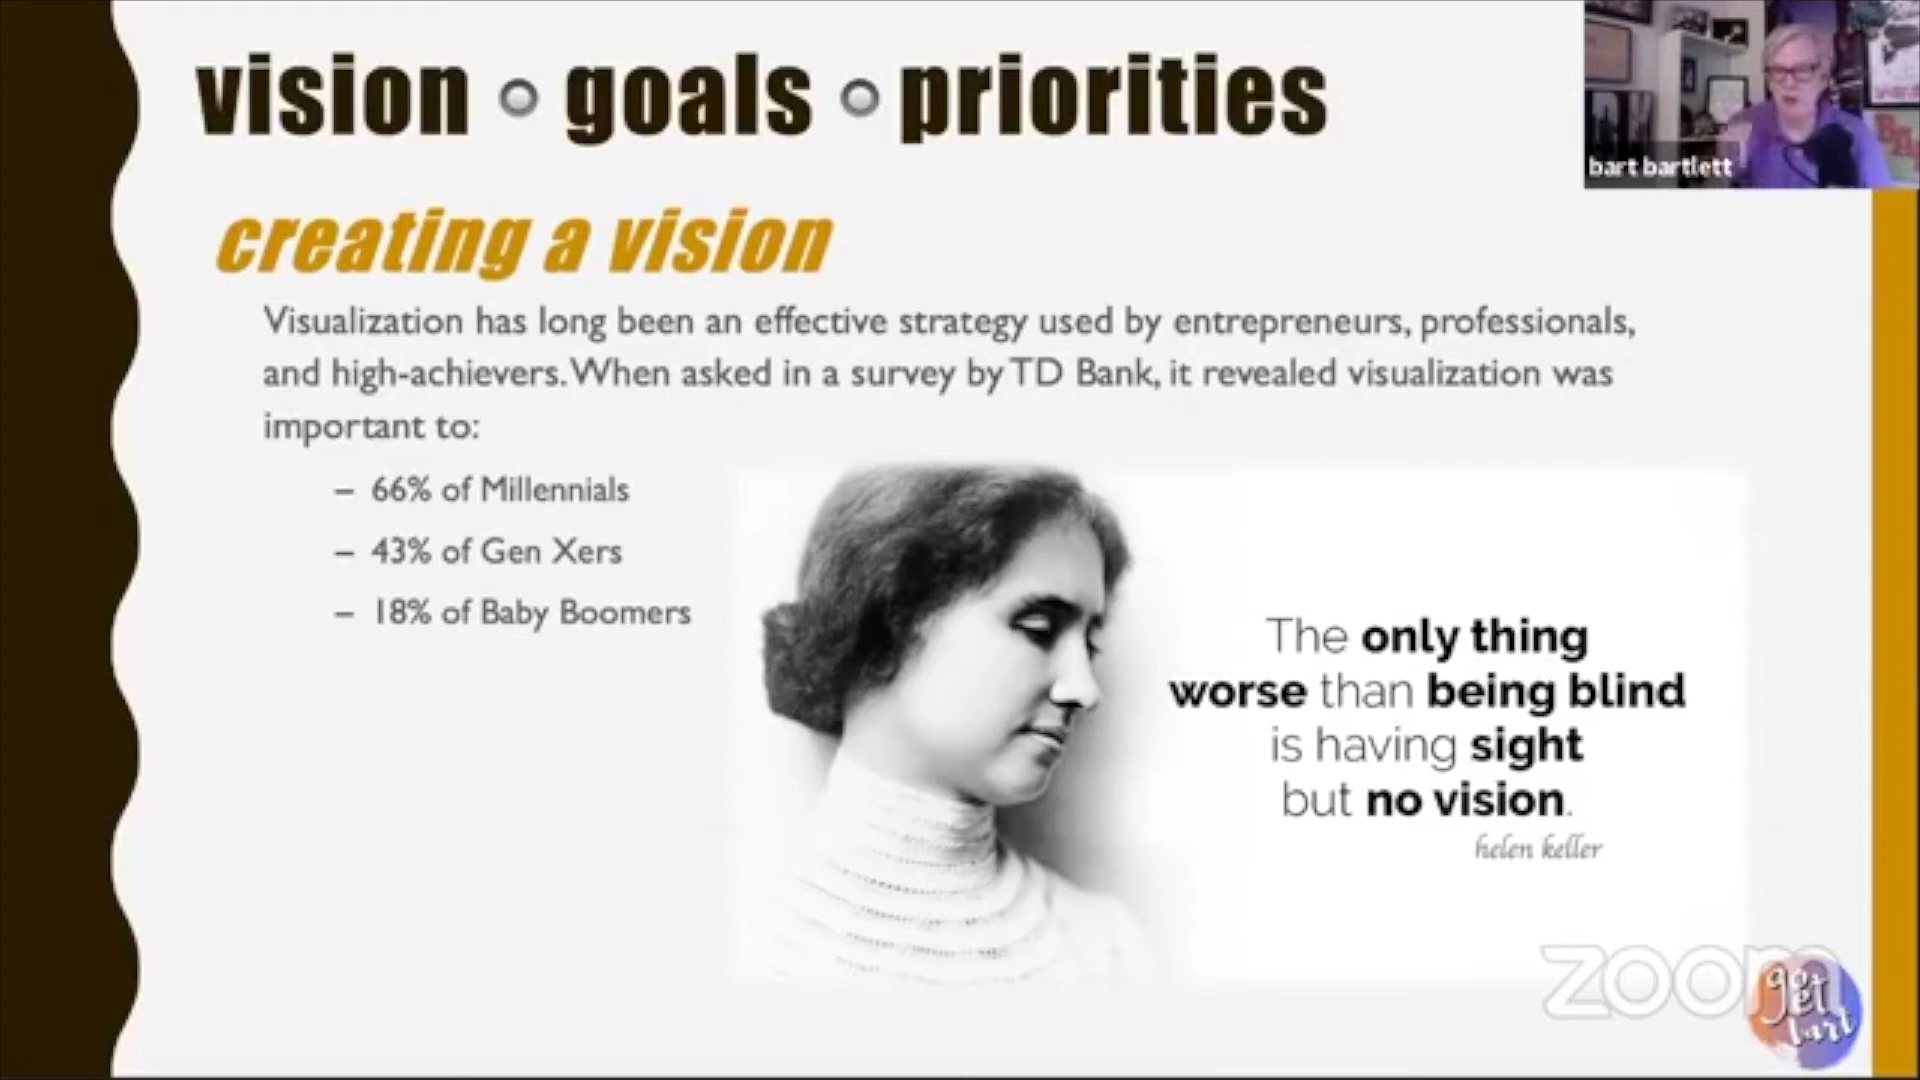 vision ○ goals ○ priorities
bart bartlett
creating a vision
Visualization has long been an effective strategy used by entrepreneurs, professionals,
and high-achievers. When asked in a survey by TD Bank, it revealed visualization was
important to:
– 66% of Millennials
– 43% of Gen Xers
– 18% of Baby Boomers
The only thing
worse than being blind
is having sight
but no vision.
helen keller
zoom
go
get
bart